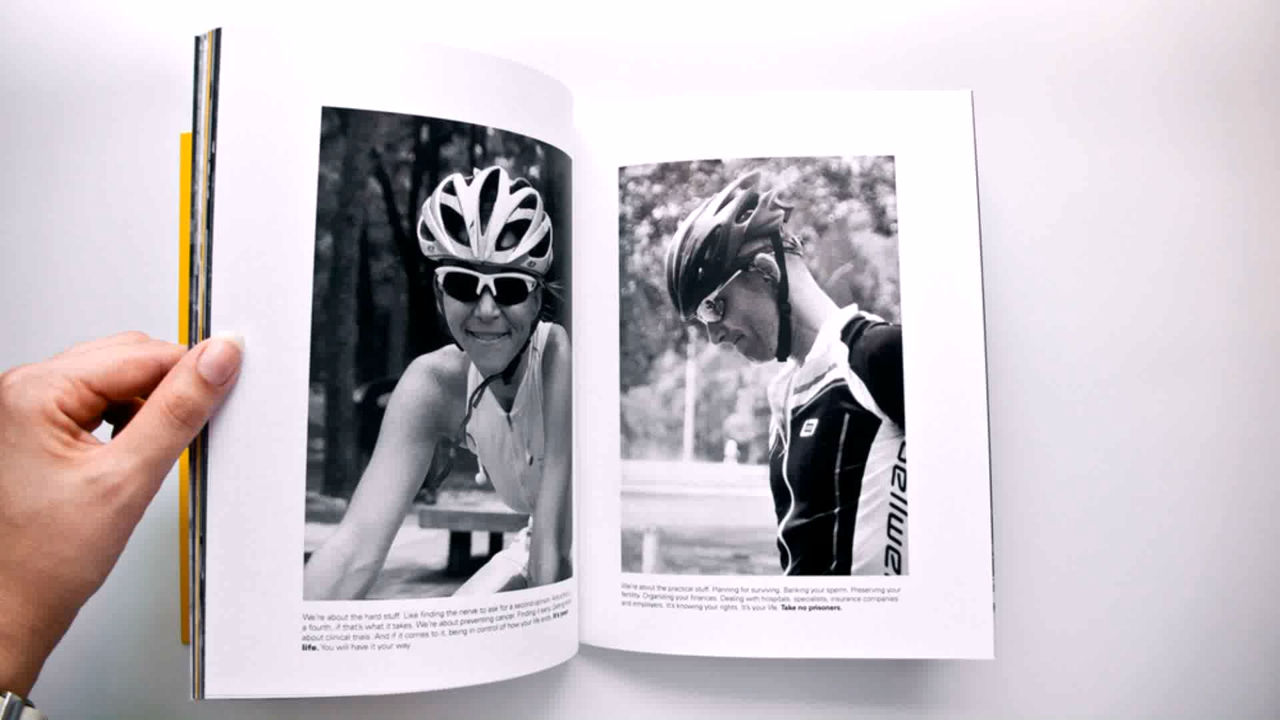 We're about the hard stuff. Like finding the nerve to ask for a second opinion.
a fourth, if that's what it takes. We're about preventing cancer. Finding it early. Getting
about clinical trials. And if it comes to it, being in control of how your life ends. It's your
life. You will have it your way
We're about the practical stuff. Planning for surviving. Banking your sperm. Preserving your
fertility. Organizing your finances. Dealing with hospitals, specialists, insurance companies
and employers. It's knowing your rights. It's your life. Take no prisoners.